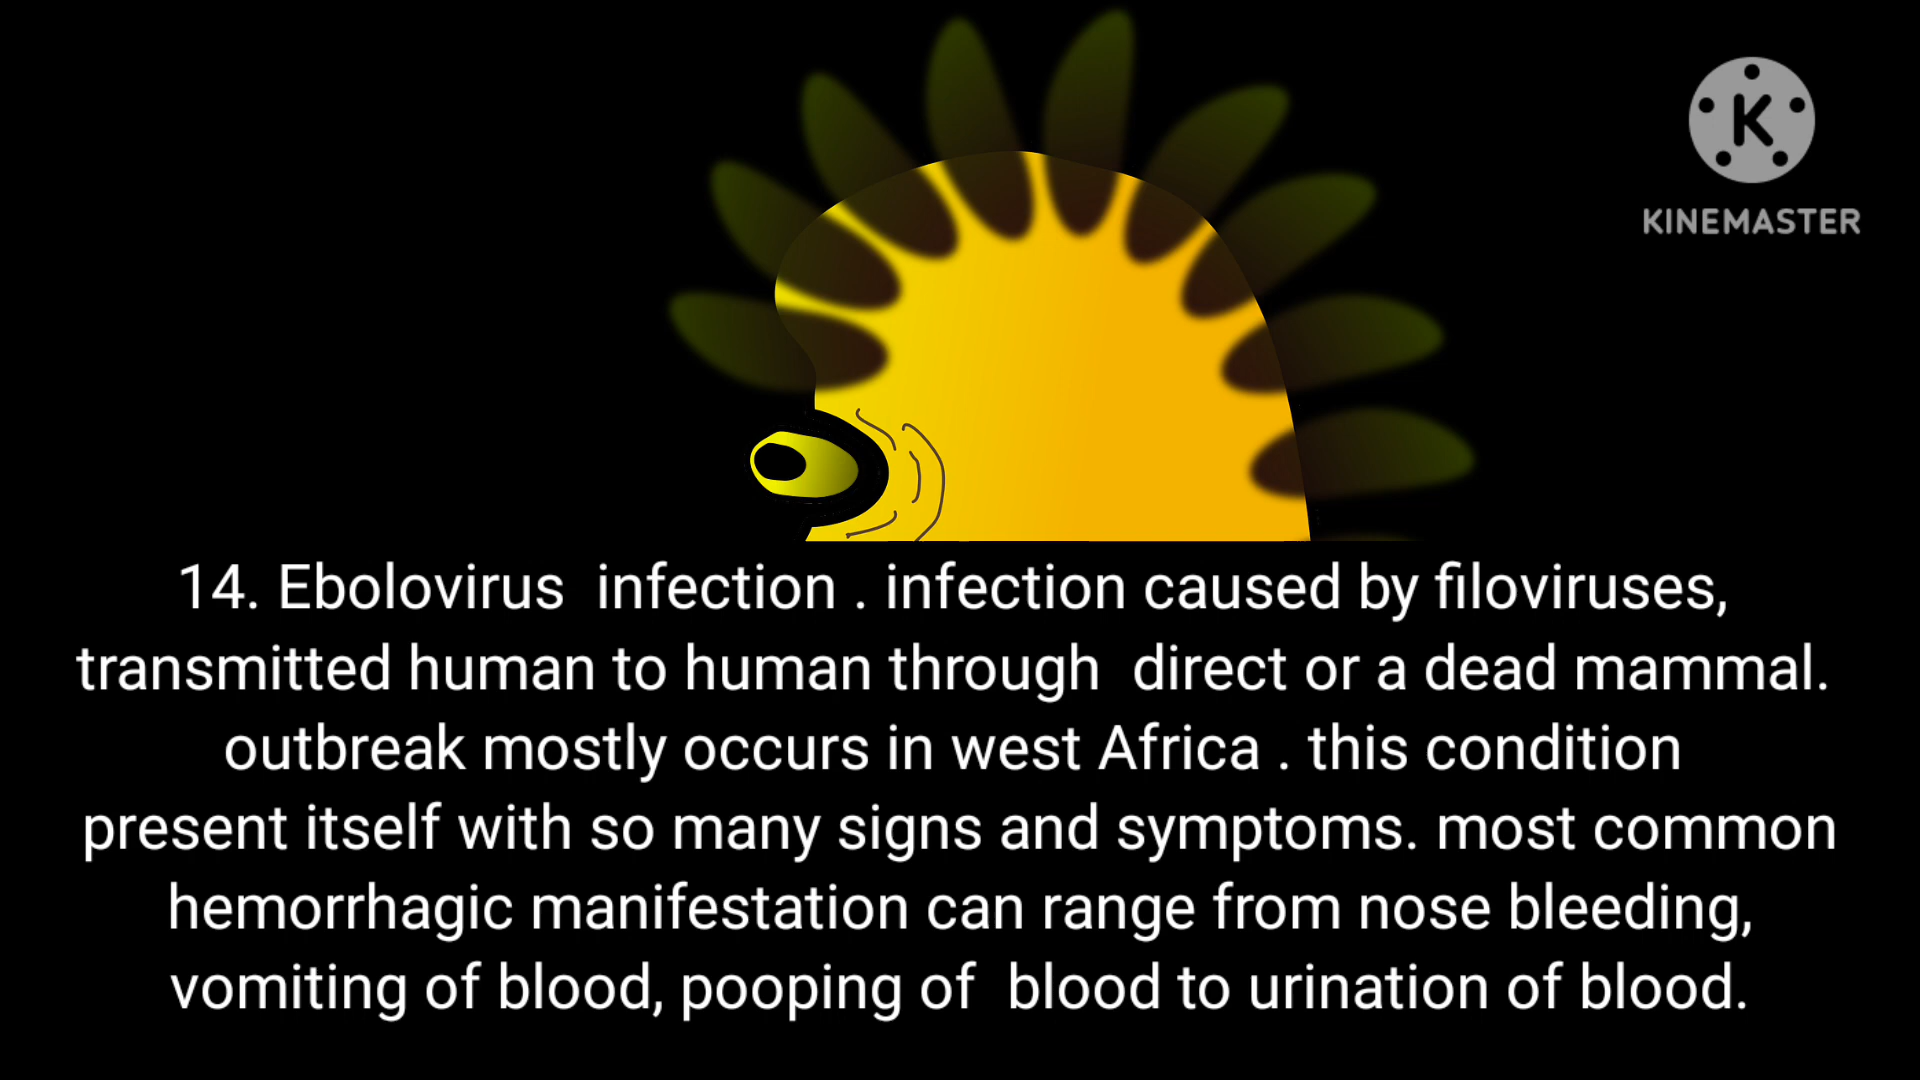 K
KINEMASTER
14. Ebolovirus  infection . infection caused by filoviruses,
transmitted human to human through  direct or a dead mammal.
outbreak mostly occurs in west Africa . this condition
present itself with so many signs and symptoms. most common
hemorrhagic manifestation can range from nose bleeding,
vomiting of blood, pooping of  blood to urination of blood.